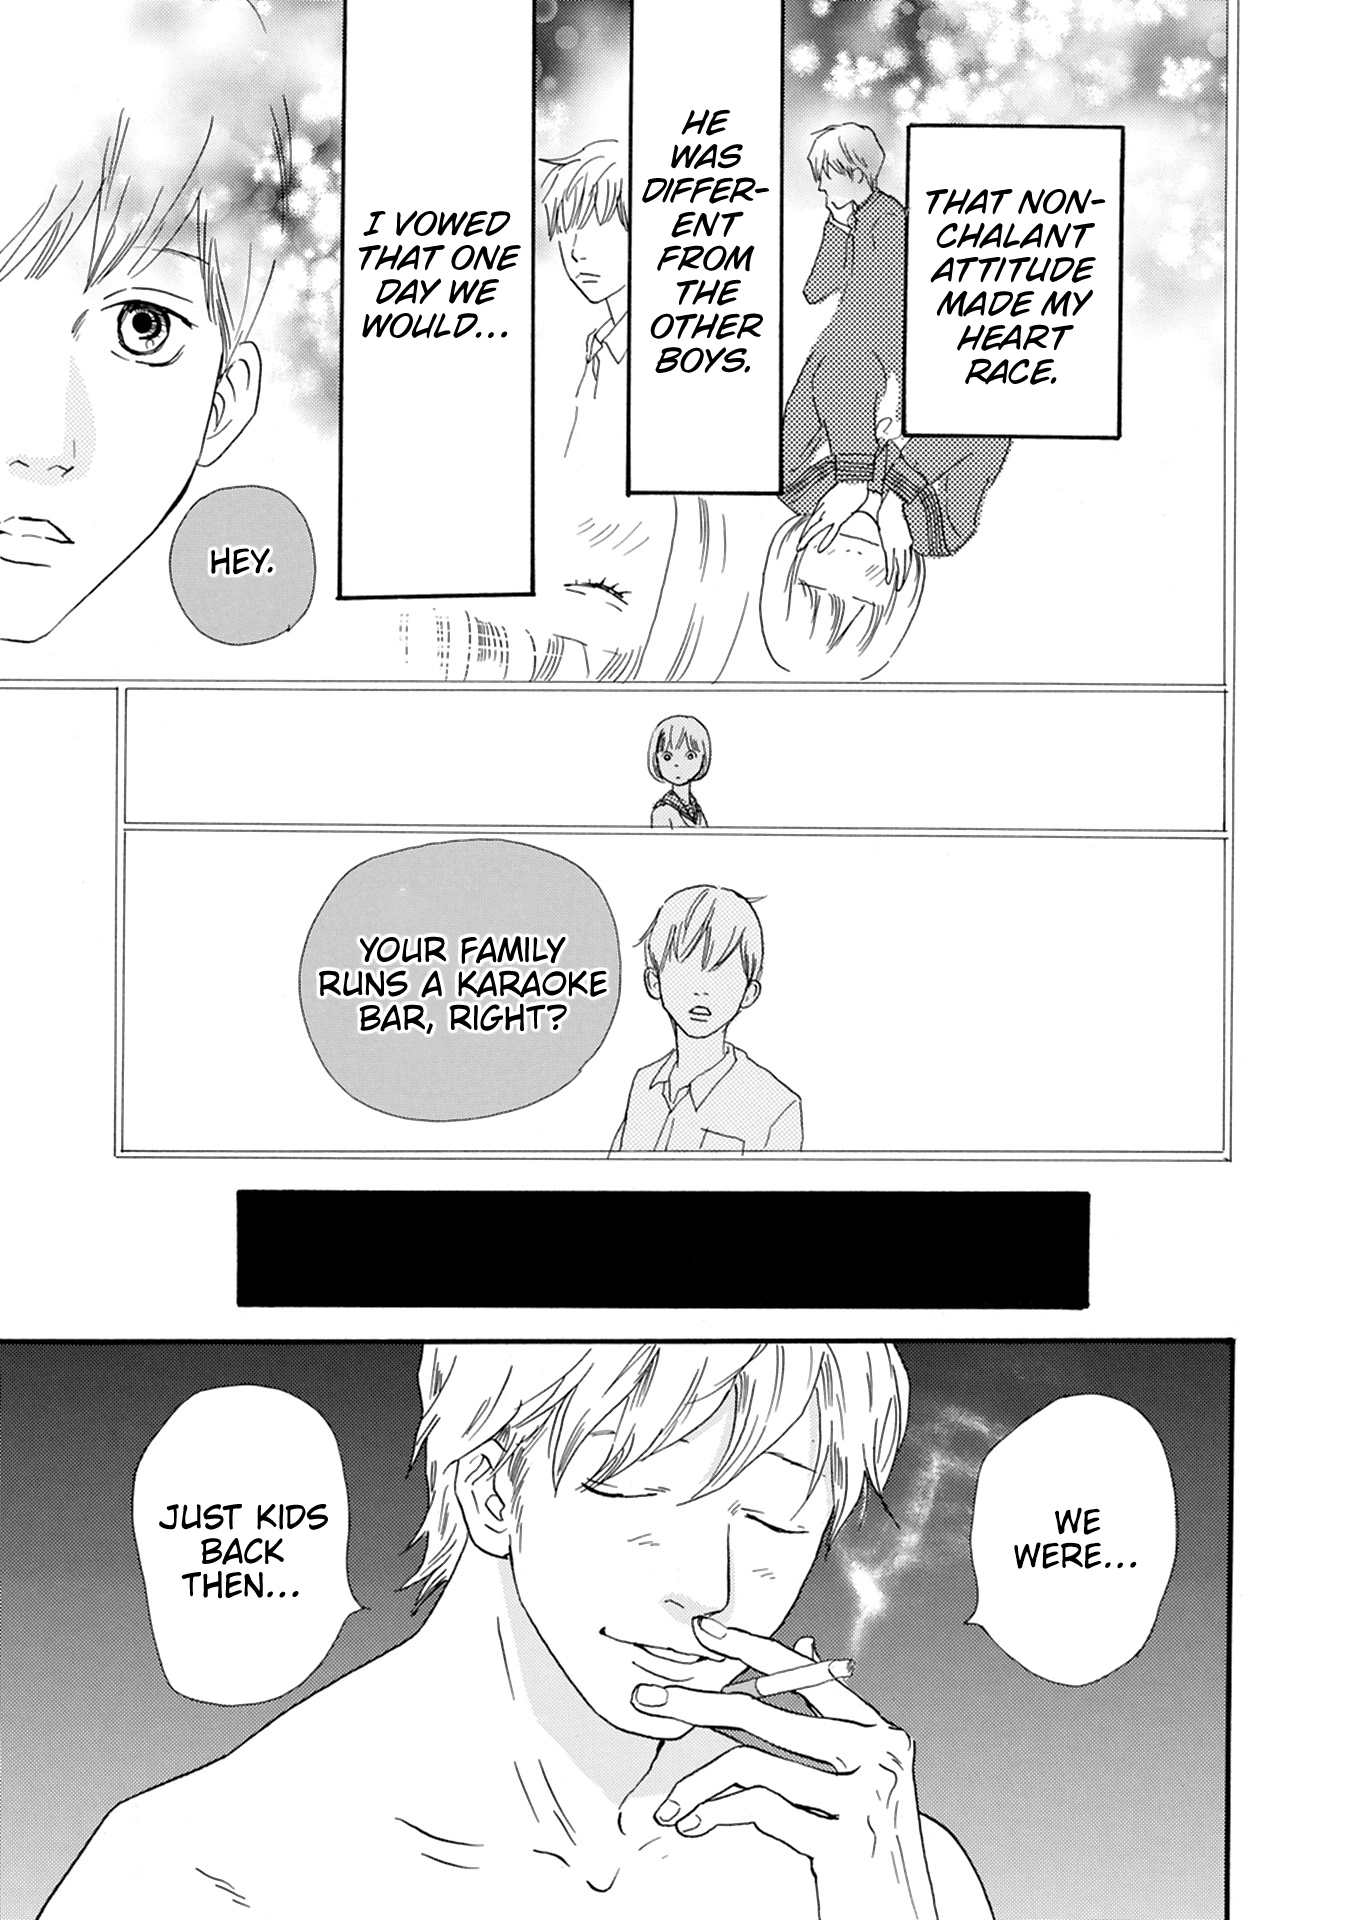 THAT NON-
CHALANT
ATTITUDE
MADE MY
HEART
RACE.
HE
WAS
DIFFER-
ENT
FROM
THE
OTHER
BOYS.
I VOWED
THAT ONE
DAY WE
WOULD...
HEY.
YOUR FAMILY
RUNS A KARAOKE
BAR, RIGHT?
WE
WERE...
JUST KIDS
BACK
THEN...